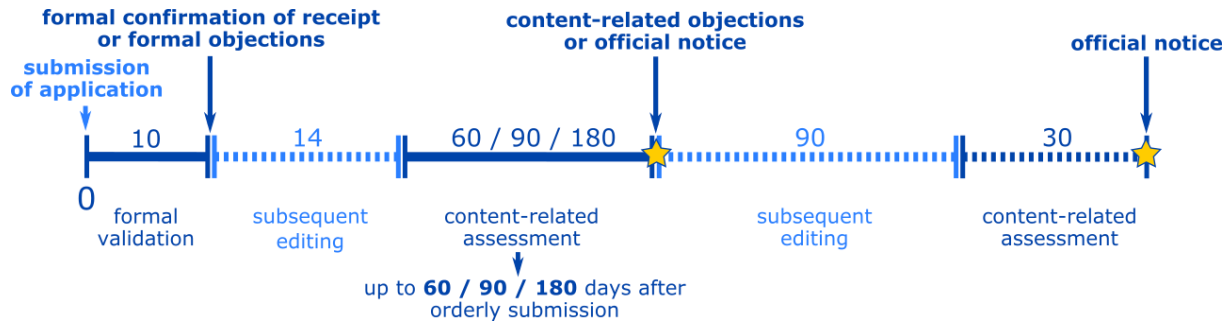 formal confirmation of receipt
or formal objections
content-related objections
or official notice
official notice
submission
of application
10
14
60 / 90 / 180
90
30
0
formal
validation
subsequent
editing
content-related
assessment
subsequent
editing
content-related
assessment
up to 60 / 90 / 180 days after
orderly submission